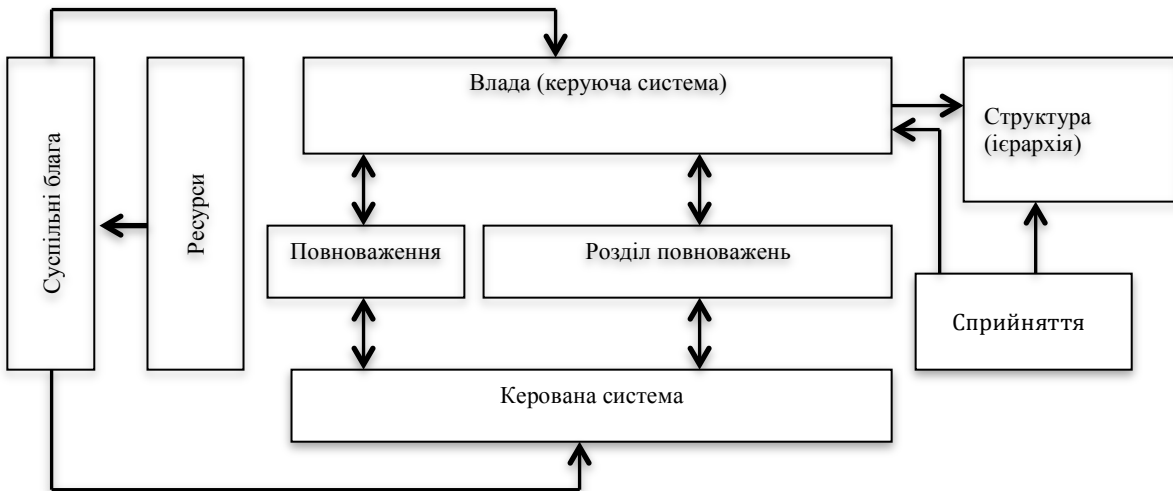 Суспільні блага
Ресурси
Влада (керуюча система)
Структура
(ієрархія)
Повноваження
Розділ повноважень
Сприйняття
Керована система